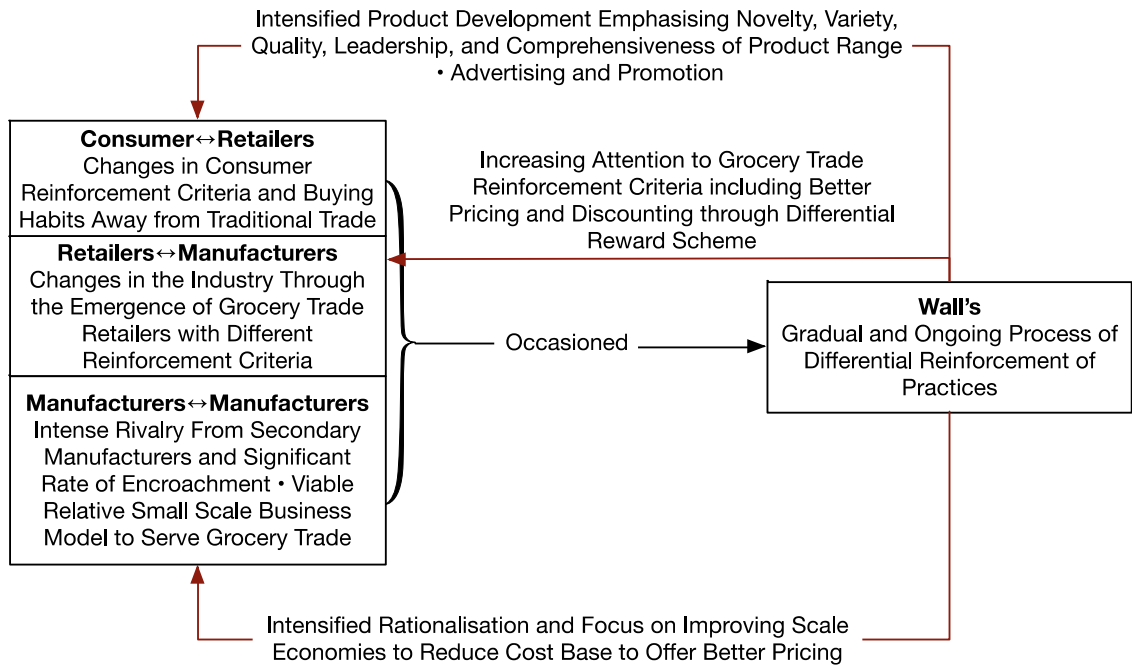 Intensified Product Development Emphasising Novelty, Variety,
Quality, Leadership, and Comprehensiveness of Product Range
• Advertising and Promotion
Consumer↔Retailers
Changes in Consumer
Reinforcement Criteria and Buying
Habits Away from Traditional Trade
Increasing Attention to Grocery Trade
Reinforcement Criteria including Better
Pricing and Discounting through Differential
Reward Scheme
Retailers↔Manufacturers
Changes in the Industry Through
the Emergence of Grocery Trade
Retailers with Different
Reinforcement Criteria
Occasioned
Wall's
Gradual and Ongoing Process of
Differential Reinforcement of
Practices
Manufacturers↔Manufacturers
Intense Rivalry From Secondary
Manufacturers and Significant
Rate of Encroachment • Viable
Relative Small Scale Business
Model to Serve Grocery Trade
Intensified Rationalisation and Focus on Improving Scale
Economies to Reduce Cost Base to Offer Better Pricing